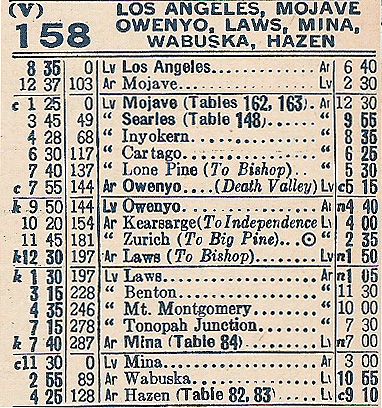 (V)
158
LOS ANGELES, MOJAVE
OWENYO, LAWS, MINA,
WABUSKA, HAZEN
8 35 0 Lv Los Angeles Ar 6 40
12 37 103 Ar Mojave Lv 2 30
c 1 25 0 Lv Mojave (Tables 162, 163) Ar 12 30
3 45 49 " Searles (Table 148) " 9 55
4 28 68 " Inyokern " 8 35
6 30 117 " Cartago " 6 25
7 40 137 " Lone Pine (To Bishop) " 5 30
c 7 55 144 Ar Owenyo (Death Valley) Lv c5 15
k 9 50 144 Lv Owenyo Ar n4 40
10 20 154 Ar Kearsarge (To Independence Lv 4 00
11 45 181 " Zurich (To Big Pine) ⊙ " 2 35
k12 30 197 Ar Laws (To Bishop) Lv n1 50
k 1 30 197 Lv Laws Ar n1 05
3 15 228 " Benton " 11 30
4 35 246 " Mt. Montgomery " 10 00
7 15 278 " Tonopah Junction " 7 30
k 7 40 287 Ar Mina (Table 84) Lv n7 00
c11 30 0 Lv Mina Ar 3 00
2 55 89 Ar Wabuska Lv 10 55
4 25 128 Ar Hazen (Table 82, 83) Lv c9 10